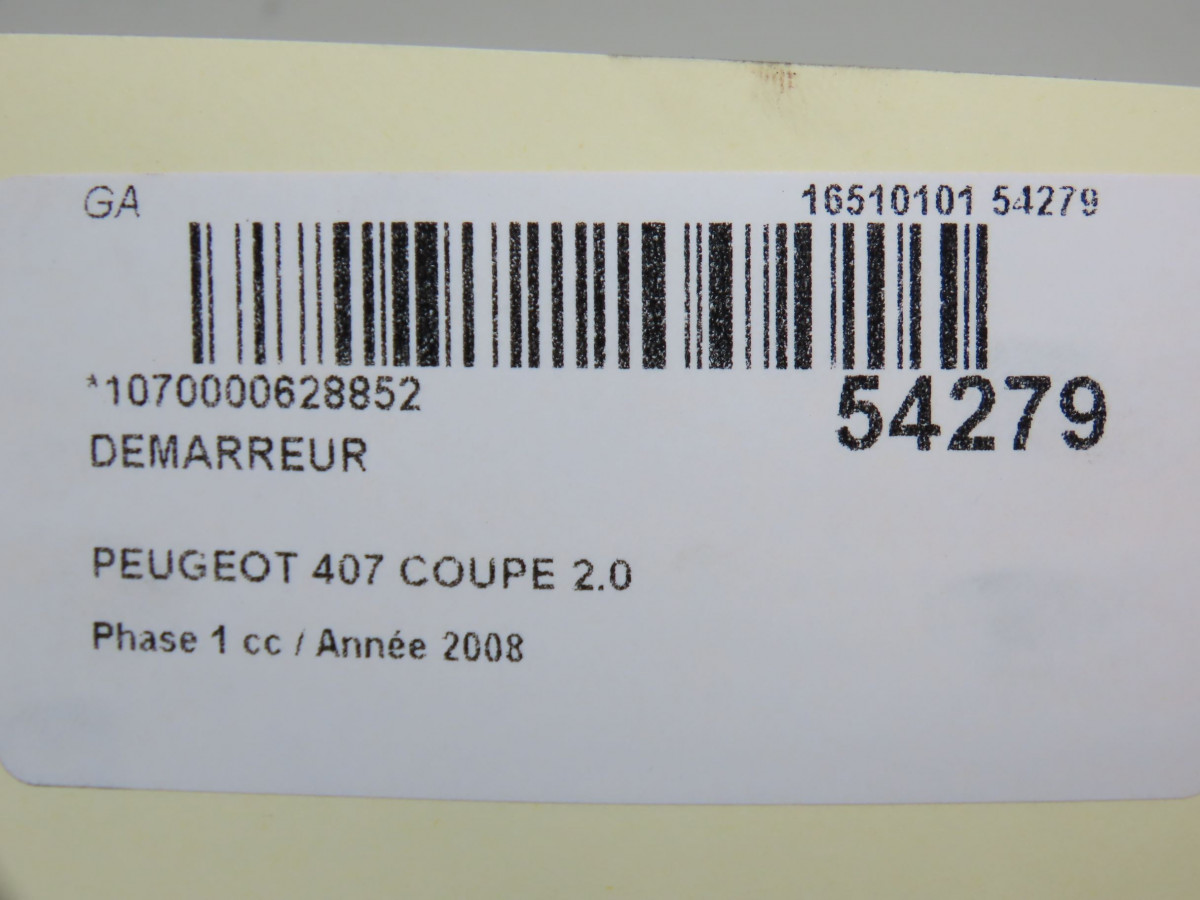 GA 16510101 54279
*1070000628852
54279
DEMARREUR
PEUGEOT 407 COUPE 2.0
Phase 1 cc / Année 2008